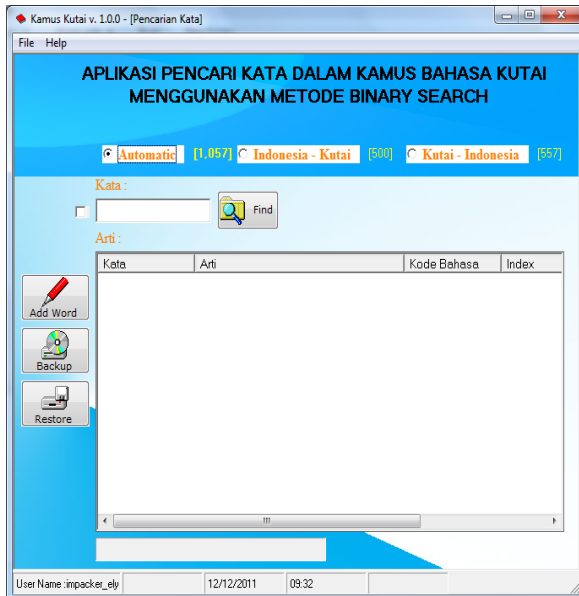 Kamus Kutai v. 1.0.0 - [Pencarian Kata]
File Help
APLIKASI PENCARI KATA DALAM KAMUS BAHASA KUTAI
MENGGUNAKAN METODE BINARY SEARCH
Automatic [1,057] Indonesia - Kutai [500] Kutai - Indonesia [557]
Kata :
Find
Arti :
Kata Arti Kode Bahasa Index
Add Word
Backup
Restore
User Name :impacker_ely 12/12/2011 09:32